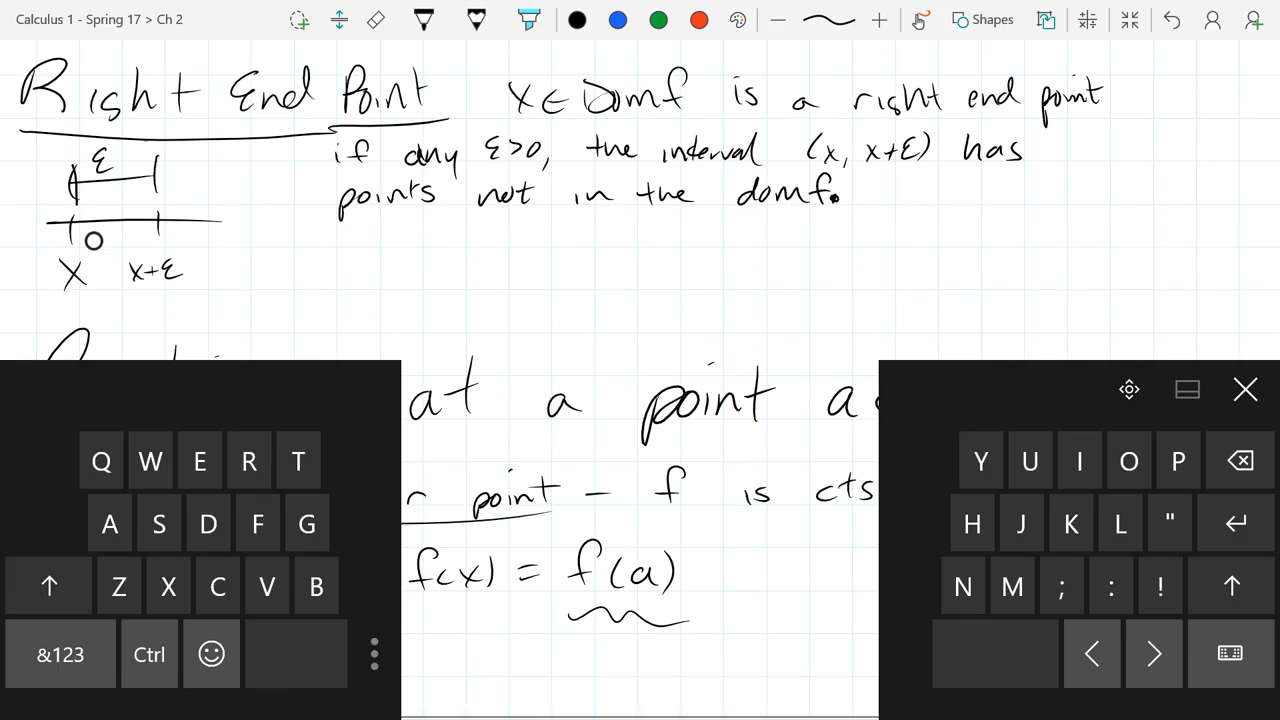 Calculus 1 - Spring 17 > Ch 2
Shapes
Right End Point
x ∈ Dom f is a right end point
if any ε>0, the interval (x, x+ε) has
points not in the dom f.
ε
x x+ε
at a point a
point - f is cts
f(x) = f(a)
Q W E R T
A S D F G
↑ Z X C V B
&123 Ctrl
Y U I O P
H J K L "
N M ; : ! ↑
< >